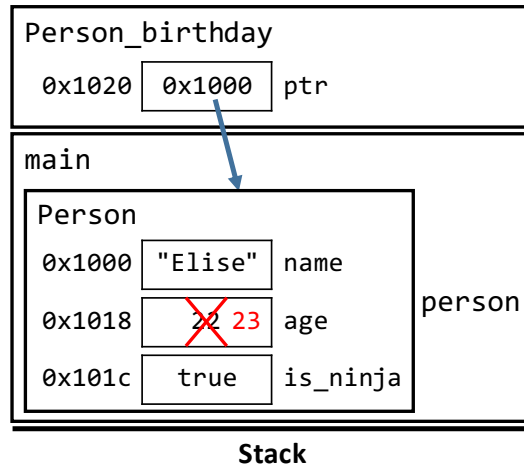 Person_birthday
0x1020 0x1000 ptr
main
Person
0x1000 "Elise" name
0x1018 22 23 age
person
0x101c true is_ninja
Stack